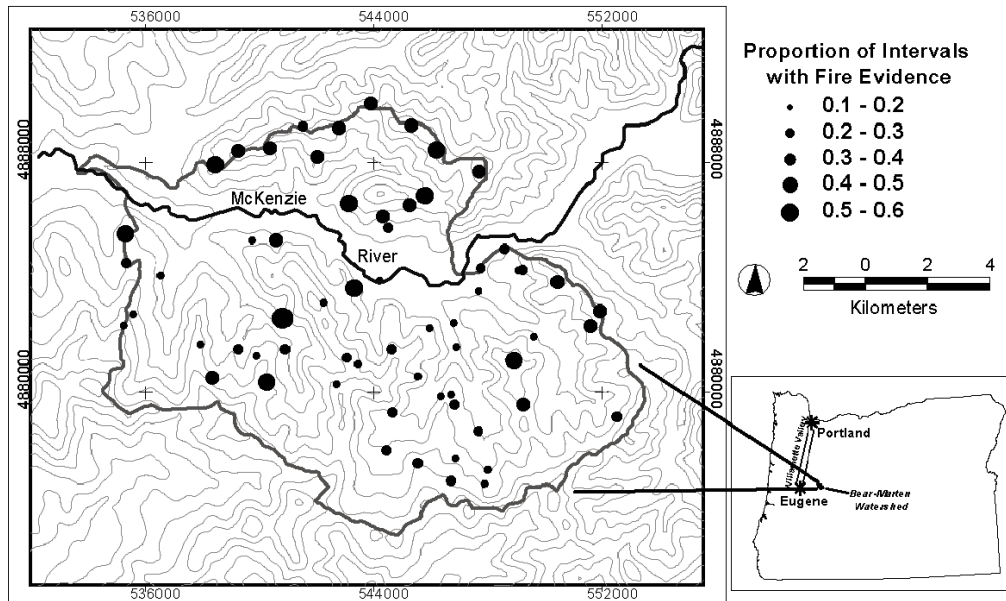 536000
544000
552000
4880000
4880000
McKenzie
River
4880000
4880000
536000
544000
552000
Proportion of Intervals
with Fire Evidence
0.1 - 0.2
0.2 - 0.3
0.3 - 0.4
0.4 - 0.5
0.5 - 0.6
2 0 2 4
Kilometers
Willamette Valley
Portland
Eugene
Bear-Marten
Watershed